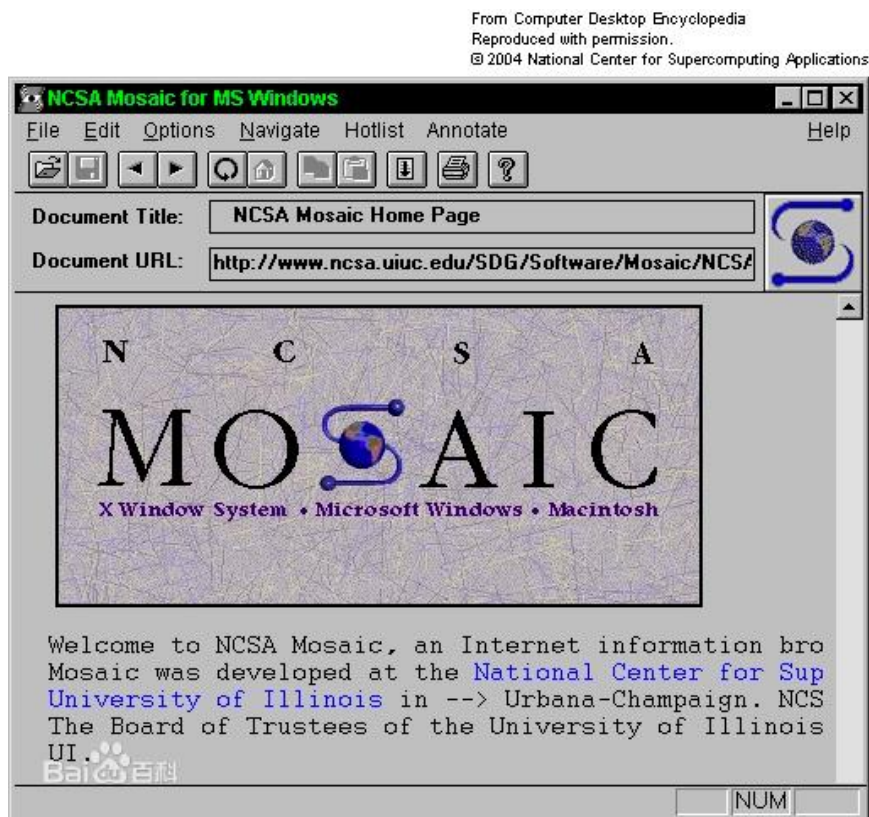 From Computer Desktop Encyclopedia
Reproduced with permission.
© 2004 National Center for Supercomputing Applications
NCSA Mosaic for MS Windows
File Edit Options Navigate Hotlist Annotate Help
Document Title: NCSA Mosaic Home Page
Document URL: http://www.ncsa.uiuc.edu/SDG/Software/Mosaic/NCSA
N C S A
MOSAIC
X Window System • Microsoft Windows • Macintosh
Welcome to NCSA Mosaic, an Internet information bro
Mosaic was developed at the National Center for Sup
University of Illinois in --> Urbana-Champaign. NCS
The Board of Trustees of the University of Illinois
UI.
Bai du 百科
NUM